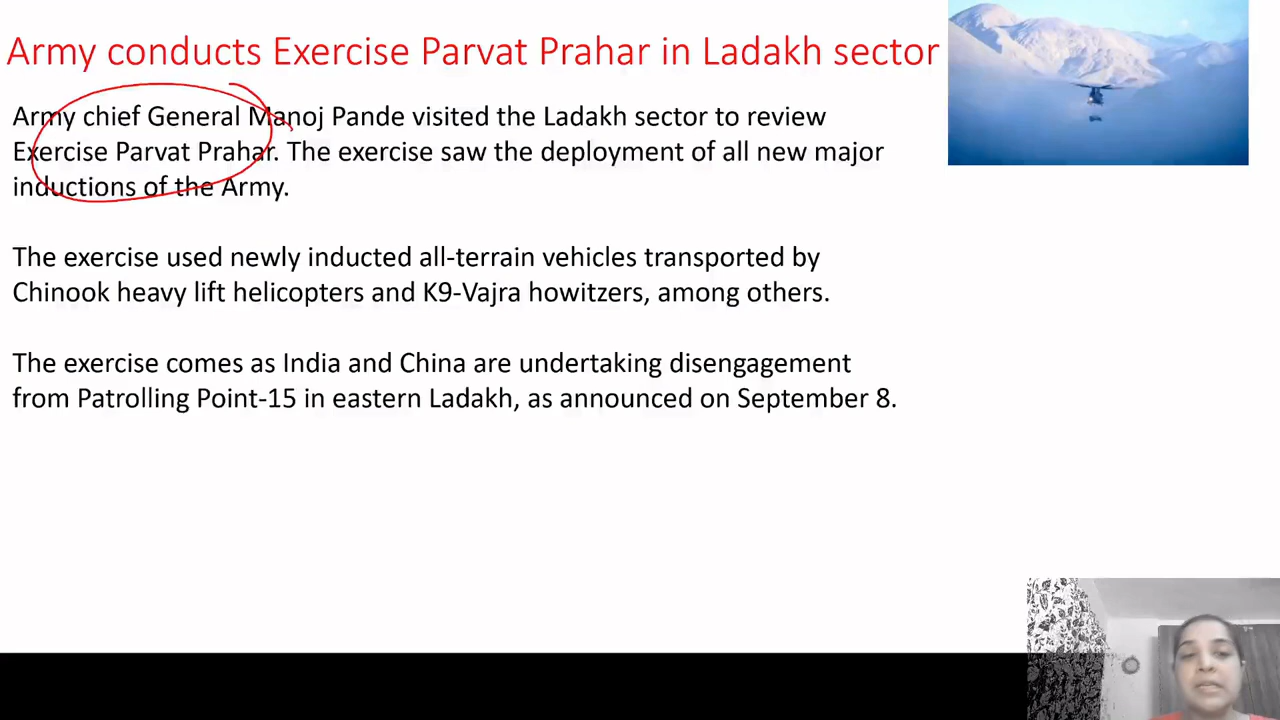 Army conducts Exercise Parvat Prahar in Ladakh sector
Army chief General Manoj Pande visited the Ladakh sector to review
Exercise Parvat Prahar. The exercise saw the deployment of all new major
inductions of the Army.
The exercise used newly inducted all-terrain vehicles transported by
Chinook heavy lift helicopters and K9-Vajra howitzers, among others.
The exercise comes as India and China are undertaking disengagement
from Patrolling Point-15 in eastern Ladakh, as announced on September 8.